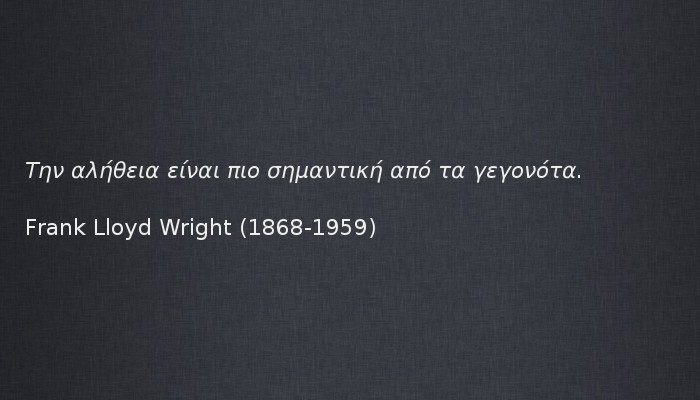 Την αλήθεια είναι πιο σημαντική από τα γεγονότα.
Frank Lloyd Wright (1868-1959)